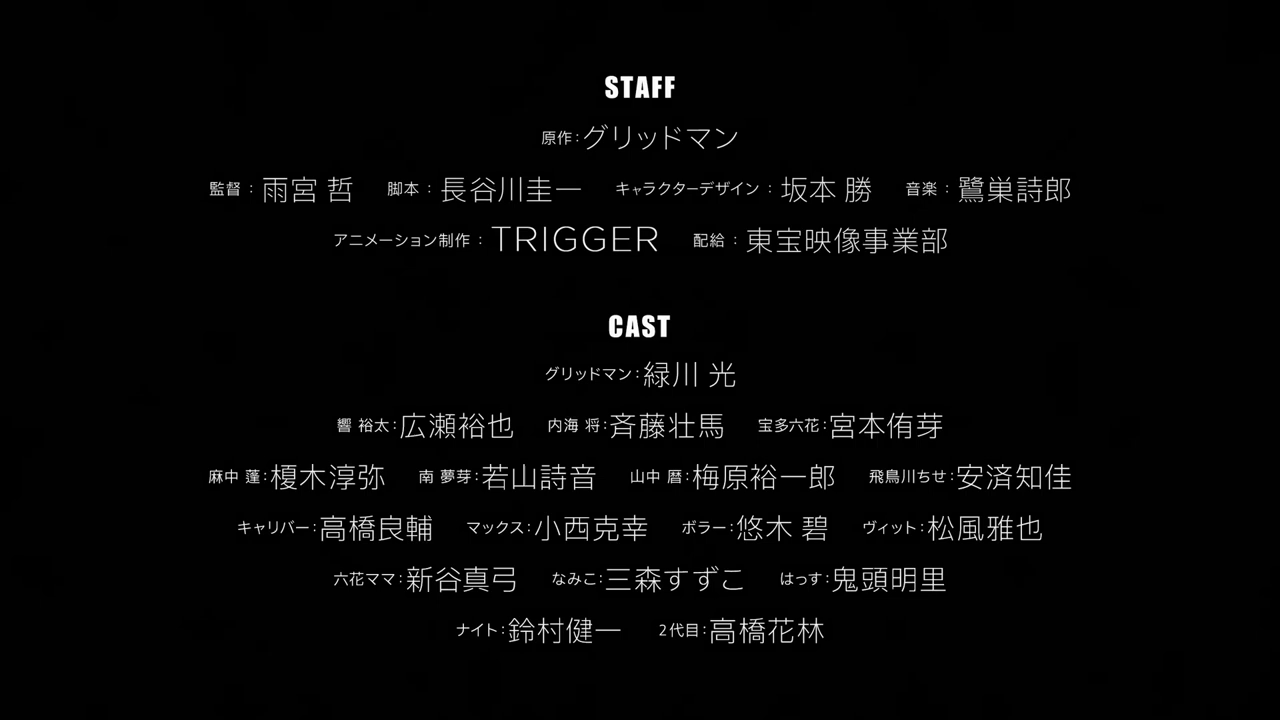 STAFF
原作：グリッドマン
監督：雨宮 哲　脚本：長谷川圭一　キャラクターデザイン：坂本 勝　音楽：鷺巣詩郎
アニメーション制作：TRIGGER　配給：東宝映像事業部
CAST
グリッドマン：緑川 光
響 裕太：広瀬裕也　内海 将：斉藤壮馬　宝多六花：宮本侑芽
麻中 蓬：榎木淳弥　南 夢芽：若山詩音　山中 暦：梅原裕一郎　飛鳥川ちせ：安済知佳
キャリバー：高橋良輔　マックス：小西克幸　ボラー：悠木 碧　ヴィット：松風雅也
六花ママ：新谷真弓　なみこ：三森すずこ　はっす：鬼頭明里
ナイト：鈴村健一　2代目：高橋花林